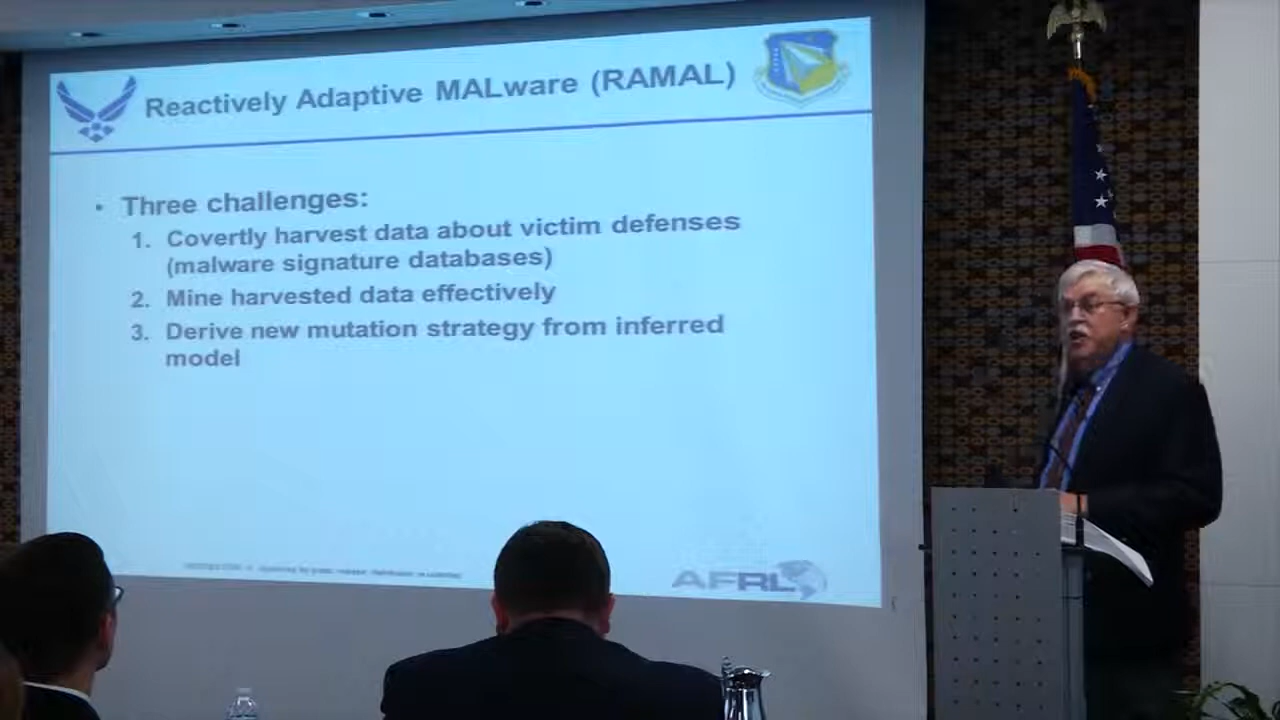 Reactively Adaptive MALware (RAMAL)
• Three challenges:
1. Covertly harvest data about victim defenses
(malware signature databases)
2. Mine harvested data effectively
3. Derive new mutation strategy from inferred
model
AFRL